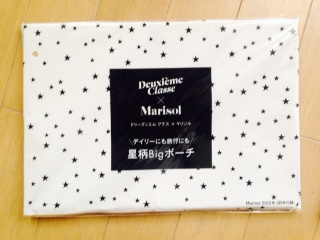 Deuxième
Classe
×
Marisol
ドゥーズィエム クラス × マリソル
\デイリーにも旅行にも
星柄Bigポーチ